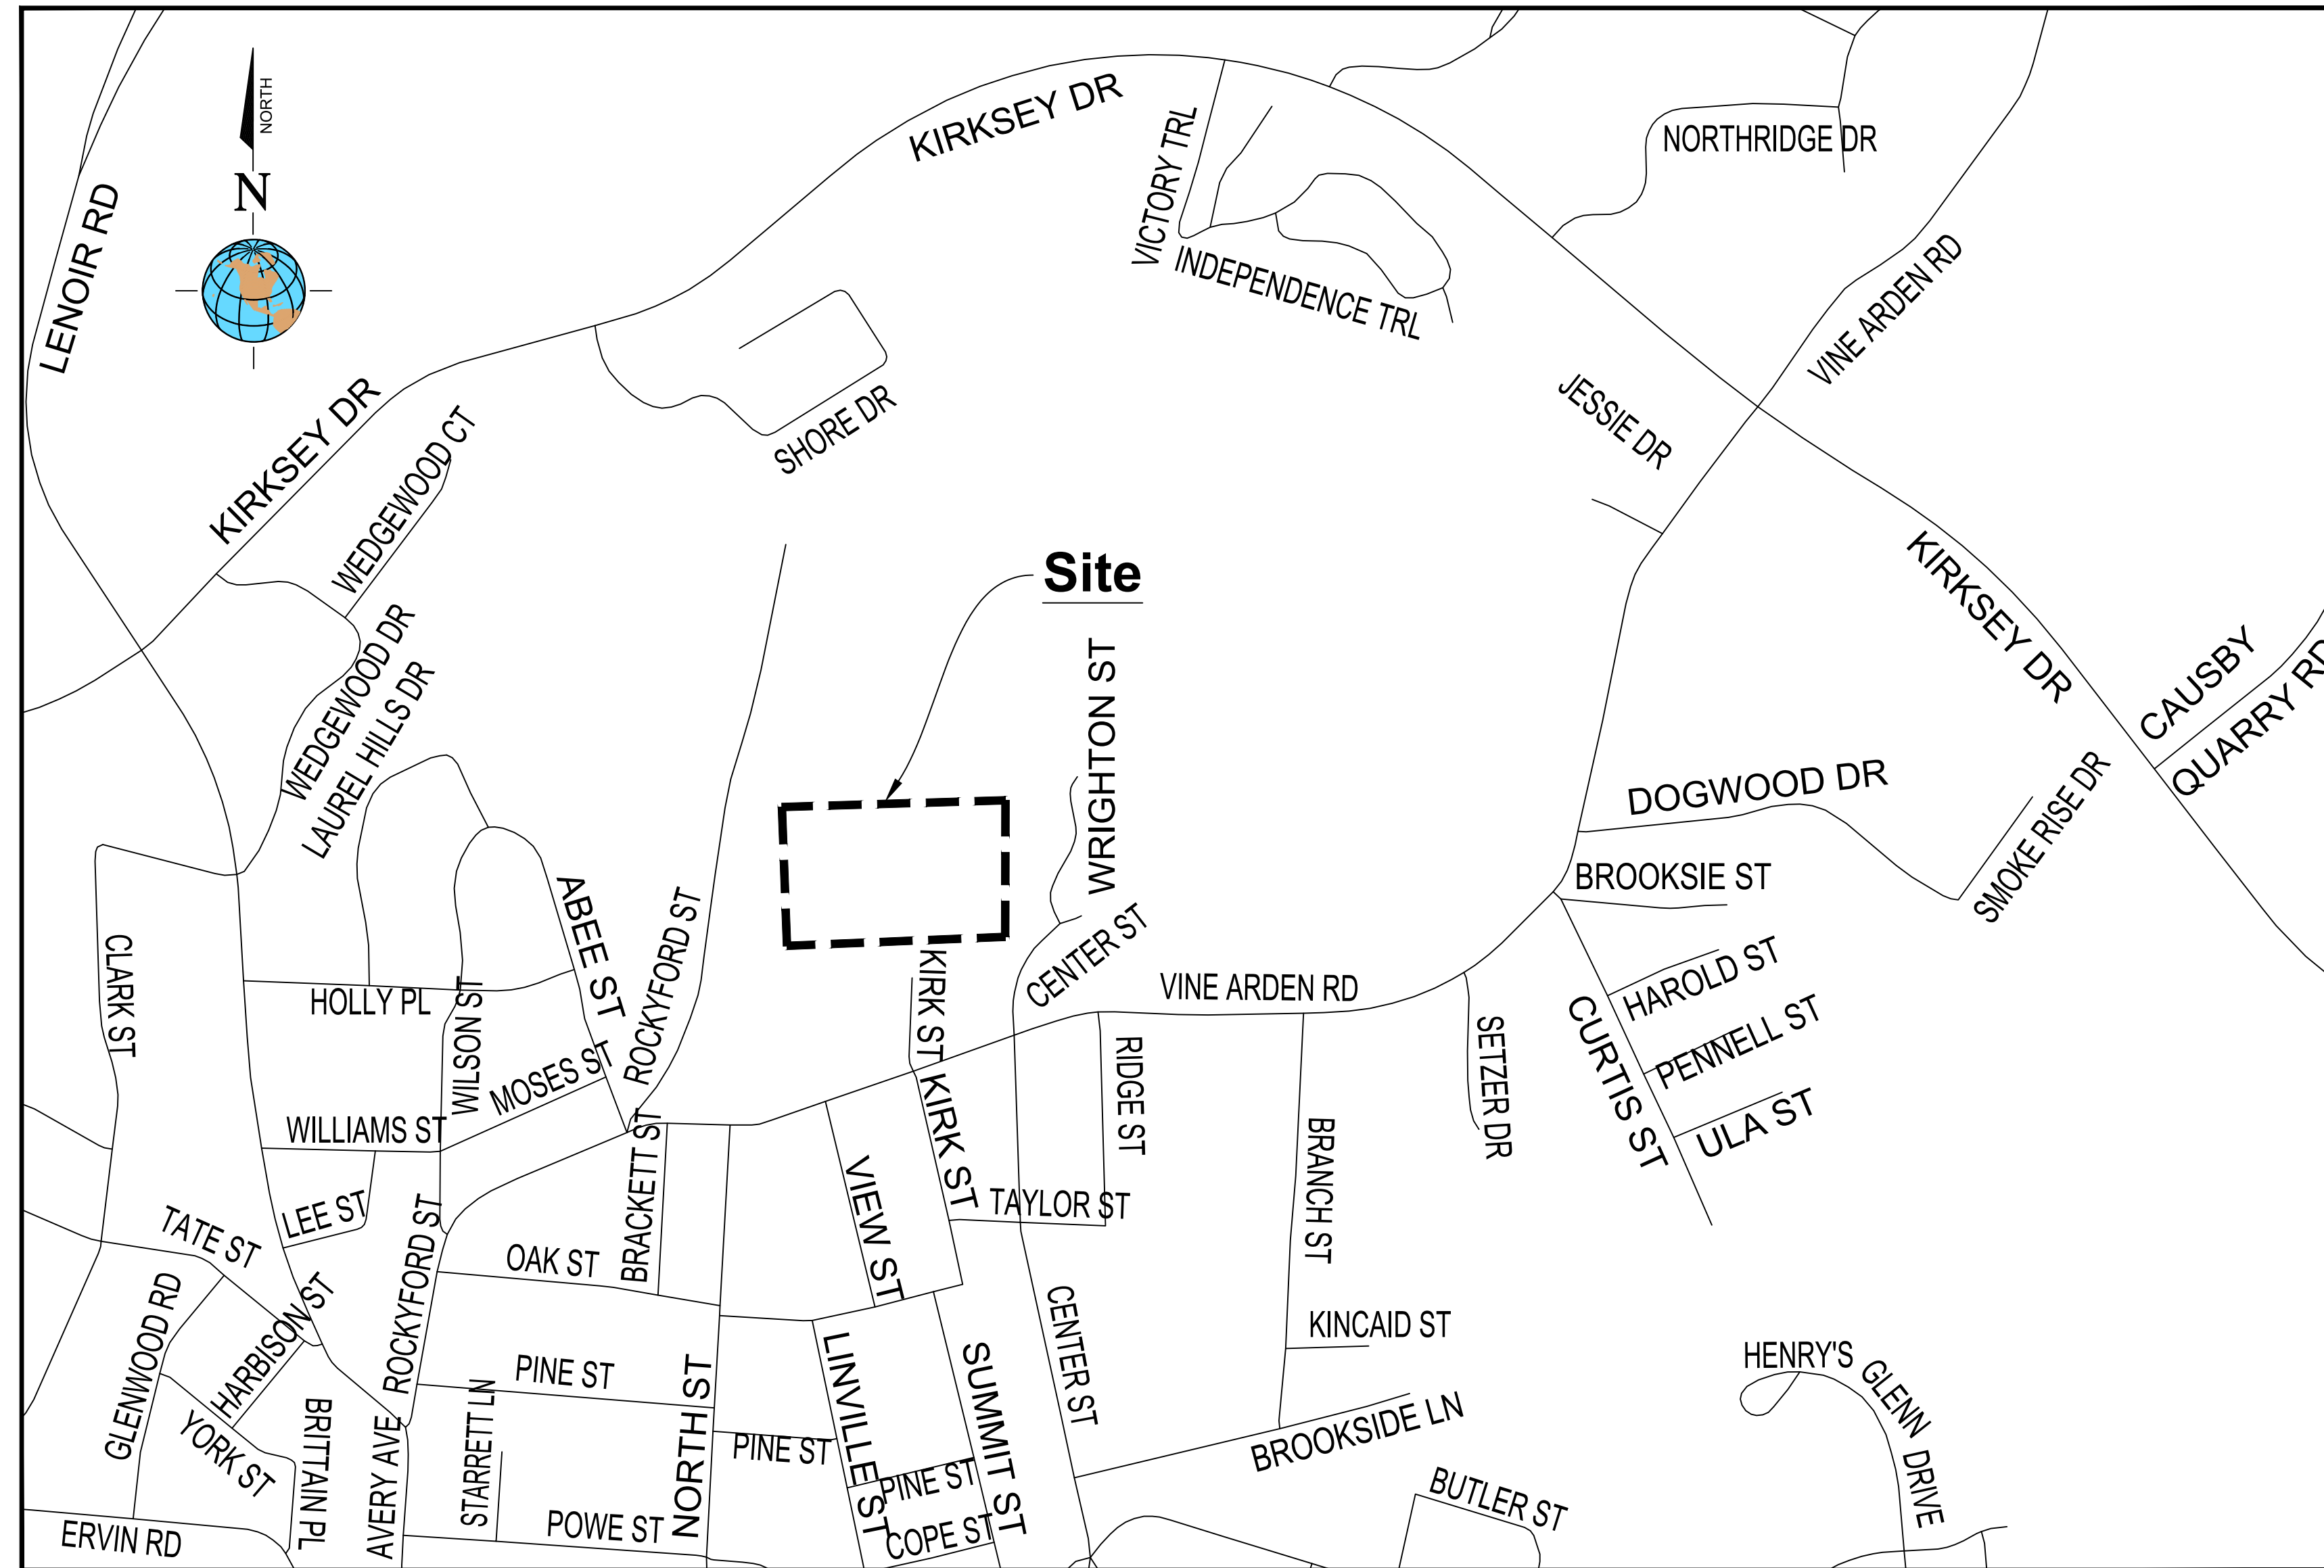 NORTH
N
KIRKSEY DR
VICTORY TRL
NORTHRIDGE DR
LENOIR RD
INDEPENDENCE TRL
VINE ARDEN RD
KIRKSEY DR
SHORE DR
JESSIE DR
WEDGEWOOD CT
Site
KIRKSEY DR
WEDGEWOOD DR
LAUREL HILLS DR
WRIGHTON ST
CAUSBY
QUARRY RD
DOGWOOD DR
SMOKE RISE DR
BROOKSIE ST
ABEE ST
ROCKYFORD ST
CENTER ST
CLARK ST
HOLLY PL
WILSON ST
KIRK ST
VINE ARDEN RD
HAROLD ST
MOSES ST
PENNELL ST
SETZER DR
CURTIS ST
RIDGE ST
WILLIAMS ST
KIRK ST
ULA ST
BRACKETT ST
VIEW ST
BRANCH ST
TAYLOR ST
TATE ST
LEE ST
ROCKYFORD ST
OAK ST
GLENWOOD RD
HARBISON ST
CENTER ST
KINCAID ST
HENRY'S
GLENN
DRIVE
PINE ST
LINVILLE ST
SUMMIT ST
NORTH ST
STARRETT LN
YORK ST
BRITTAIN PL
AVERY AVE
PINE ST
PINE ST
BROOKSIDE LN
BUTLER ST
POWE ST
COPE ST
ERVIN RD